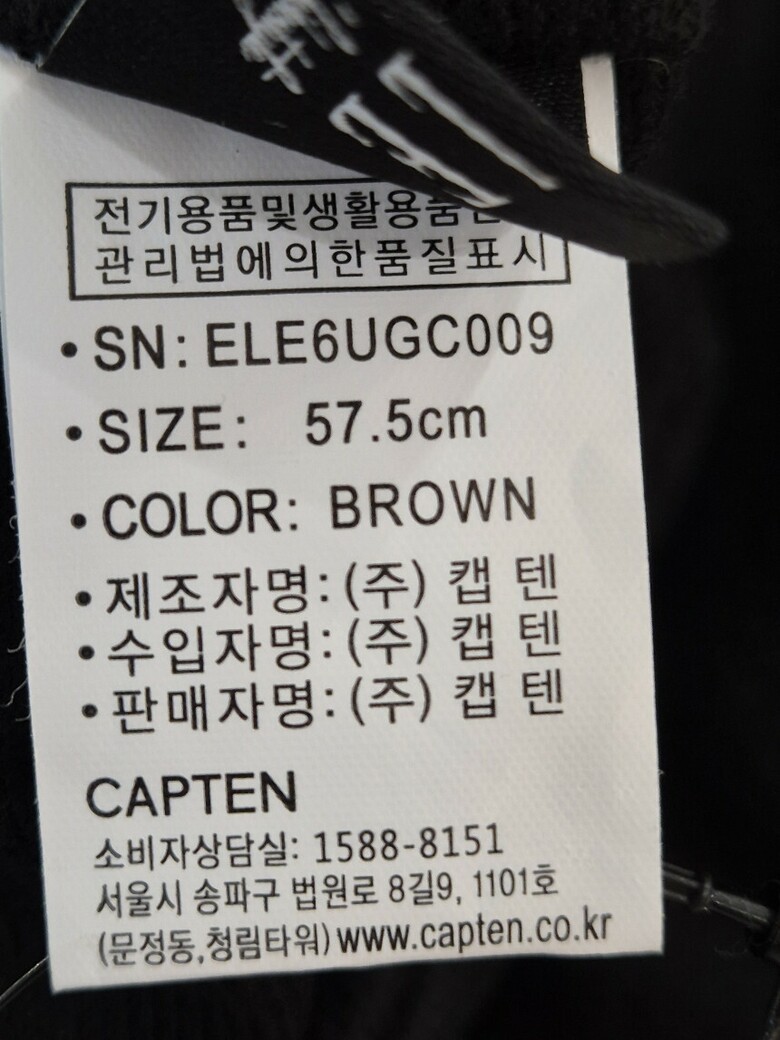 전기용품및생활용품안
관리법에의한품질표시
• SN: ELE6UGC009
• SIZE: 57.5cm
• COLOR: BROWN
• 제조자명: (주) 캡 텐
• 수입자명: (주) 캡 텐
• 판매자명: (주) 캡 텐
CAPTEN
소비자상담실: 1588-8151
서울시 송파구 법원로 8길9, 1101호
(문정동,청림타워) www.capten.co.kr